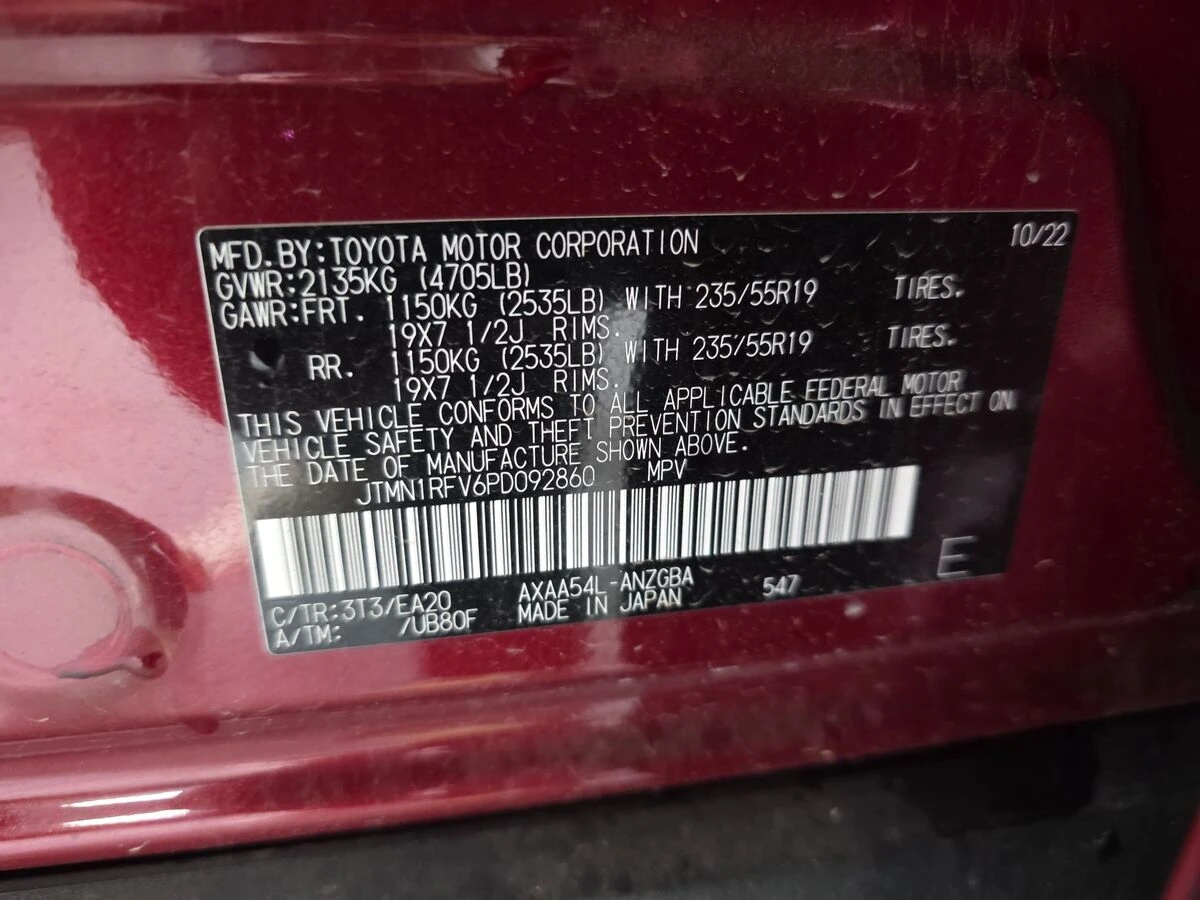 MFD.BY:TOYOTA MOTOR CORPORATION 10/22
GVWR:2135KG (4705LB)
GAWR:FRT. 1150KG (2535LB) WITH 235/55R19 TIRES.
19X7 1/2J RIMS.
RR. 1150KG (2535LB) WITH 235/55R19 TIRES.
19X7 1/2J RIMS.
THIS VEHICLE CONFORMS TO ALL APPLICABLE FEDERAL MOTOR
VEHICLE SAFETY AND THEFT PREVENTION STANDARDS IN EFFECT ON
THE DATE OF MANUFACTURE SHOWN ABOVE.
JTMN1RFV6PD092860 MPV
E
C/TR:3T3/EA20 AXAA54L-ANZGBA 547
A/TM: /UB80F MADE IN JAPAN